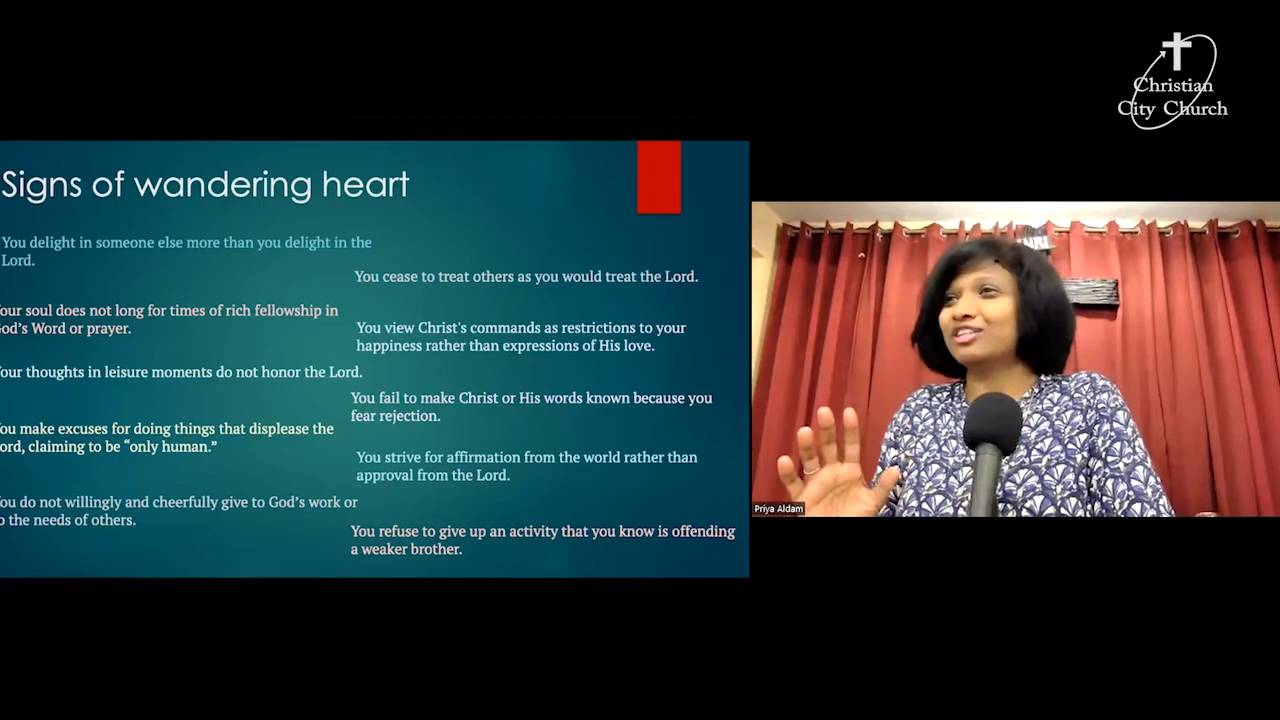 Christian
City Church
Signs of wandering heart
You delight in someone else more than you delight in the
Lord.
our soul does not long for times of rich fellowship in
God's Word or prayer.
our thoughts in leisure moments do not honor the Lord.
ou make excuses for doing things that displease the
ord, claiming to be “only human.”
ou do not willingly and cheerfully give to God's work or
o the needs of others.
You cease to treat others as you would treat the Lord.
You view Christ's commands as restrictions to your
happiness rather than expressions of His love.
You fail to make Christ or His words known because you
fear rejection.
You strive for affirmation from the world rather than
approval from the Lord.
You refuse to give up an activity that you know is offending
a weaker brother.
Priya Aldam